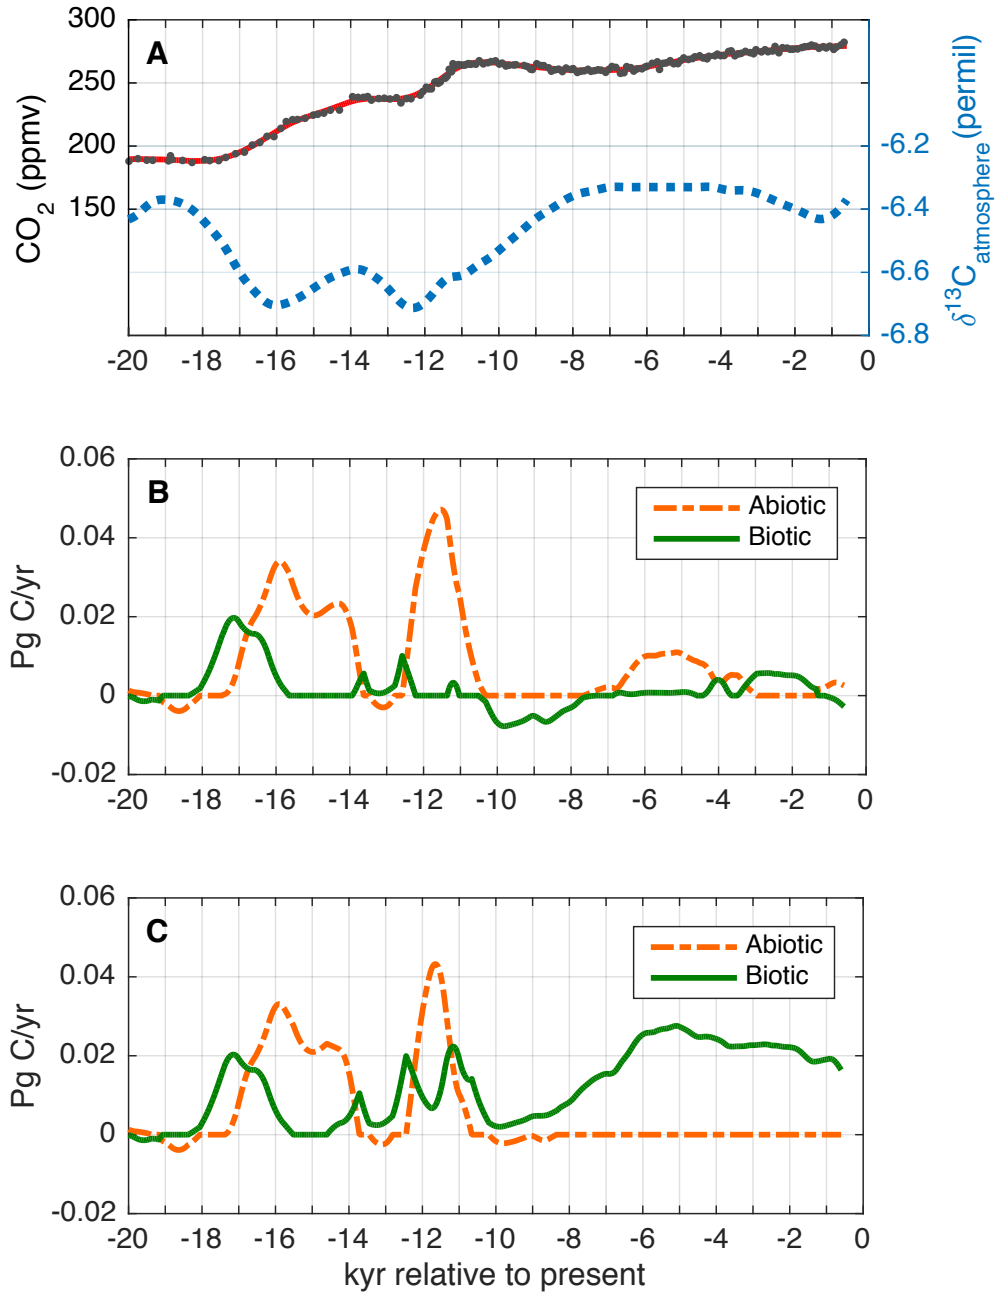 A
300
250
200
150
CO2 (ppmv)
-6.2
-6.4
-6.6
-6.8
δ13Catmosphere (permil)
-20 -18 -16 -14 -12 -10 -8 -6 -4 -2 0
B
0.06
0.04
0.02
0
-0.02
Pg C/yr
Abiotic
Biotic
-20 -18 -16 -14 -12 -10 -8 -6 -4 -2 0
C
0.06
0.04
0.02
0
-0.02
Pg C/yr
Abiotic
Biotic
-20 -18 -16 -14 -12 -10 -8 -6 -4 -2 0
kyr relative to present